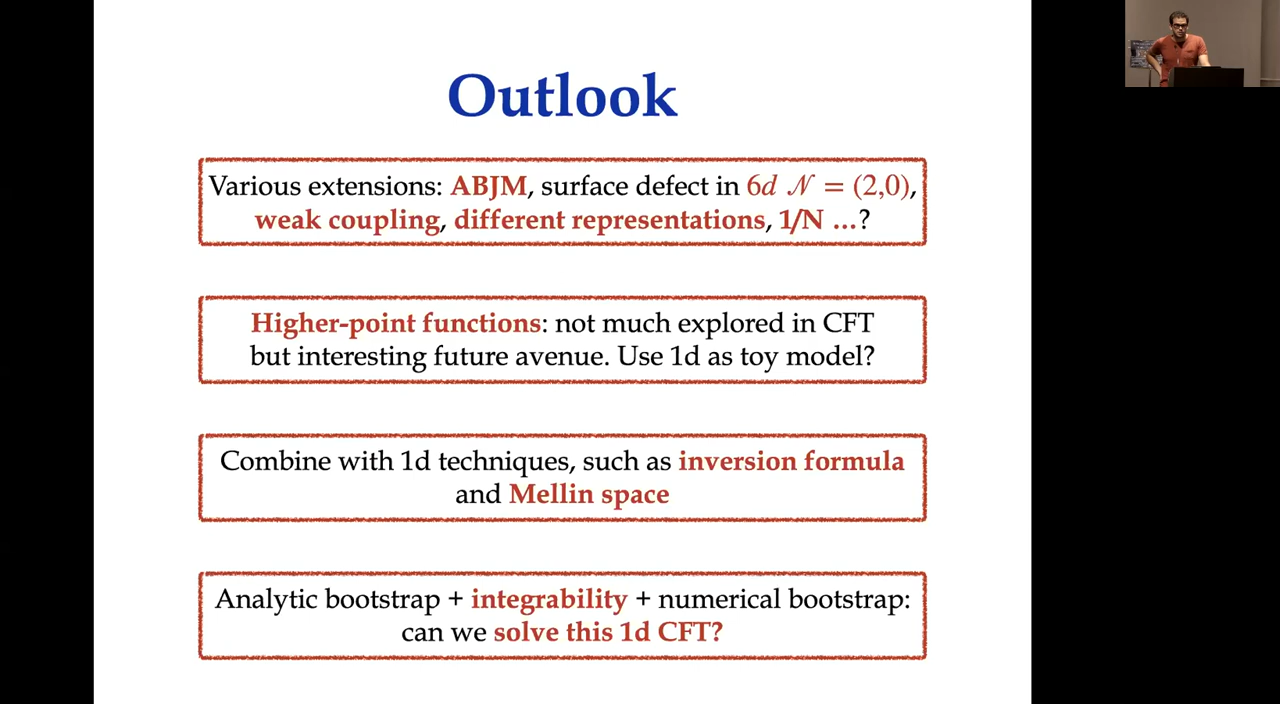 Outlook
Various extensions: ABJM, surface defect in 6d 𝒩 = (2,0),
weak coupling, different representations, 1/N ...?
Higher-point functions: not much explored in CFT
but interesting future avenue. Use 1d as toy model?
Combine with 1d techniques, such as inversion formula
and Mellin space
Analytic bootstrap + integrability + numerical bootstrap:
can we solve this 1d CFT?